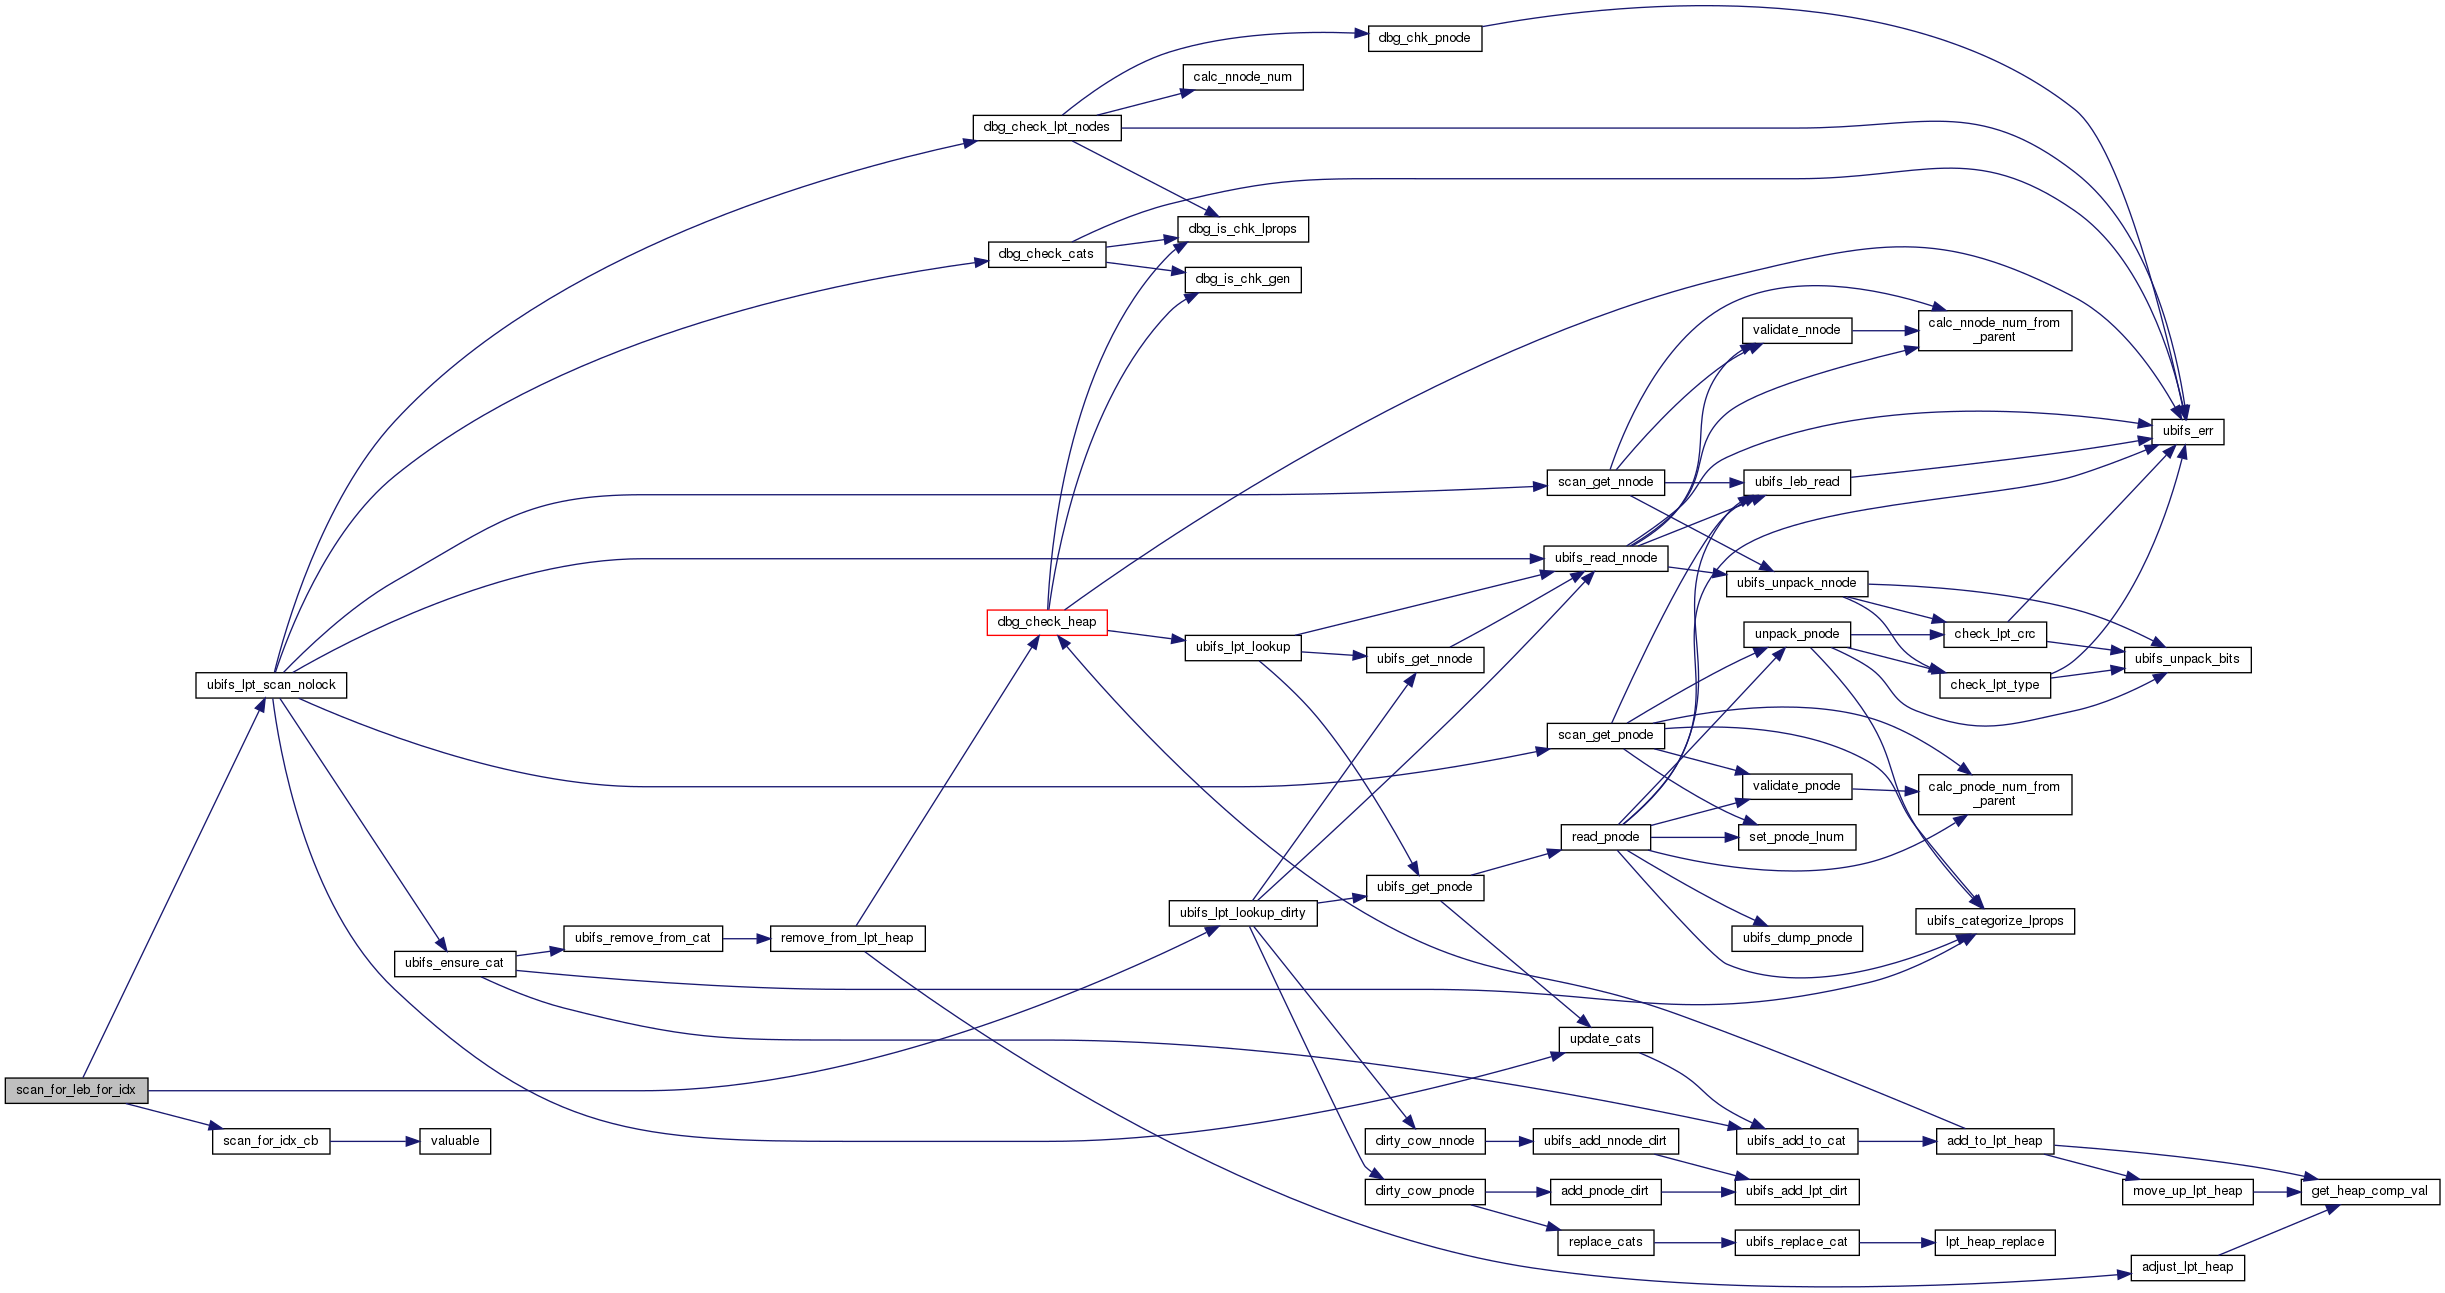 dbg_chk_pnode
calc_nnode_num
dbg_check_lpt_nodes
dbg_is_chk_lprops
dbg_check_cats
dbg_is_chk_gen
validate_nnode
calc_nnode_num_from
_parent
ubifs_err
scan_get_nnode
ubifs_leb_read
ubifs_read_nnode
ubifs_unpack_nnode
dbg_check_heap
unpack_pnode
check_lpt_crc
ubifs_lpt_lookup
ubifs_get_nnode
ubifs_unpack_bits
ubifs_lpt_scan_nolock
check_lpt_type
scan_get_pnode
validate_pnode
calc_pnode_num_from
_parent
read_pnode
set_pnode_lnum
ubifs_get_pnode
ubifs_lpt_lookup_dirty
ubifs_categorize_lprops
ubifs_remove_from_cat
remove_from_lpt_heap
ubifs_dump_pnode
ubifs_ensure_cat
update_cats
scan_for_leb_for_idx
scan_for_idx_cb
valuable
dirty_cow_nnode
ubifs_add_nnode_dirt
ubifs_add_to_cat
add_to_lpt_heap
dirty_cow_pnode
add_pnode_dirt
ubifs_add_lpt_dirt
move_up_lpt_heap
get_heap_comp_val
replace_cats
ubifs_replace_cat
lpt_heap_replace
adjust_lpt_heap